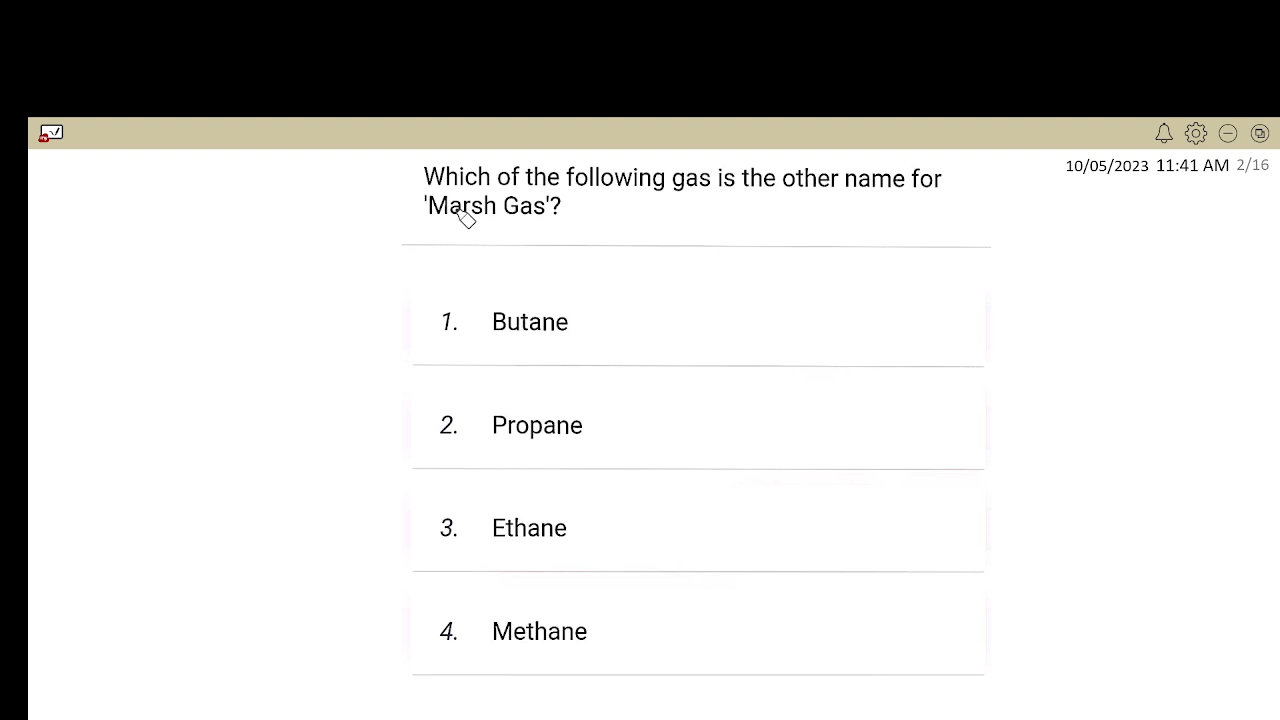 10/05/2023 11:41 AM 2/16
Which of the following gas is the other name for
'Marsh Gas'?
1. Butane
2. Propane
3. Ethane
4. Methane